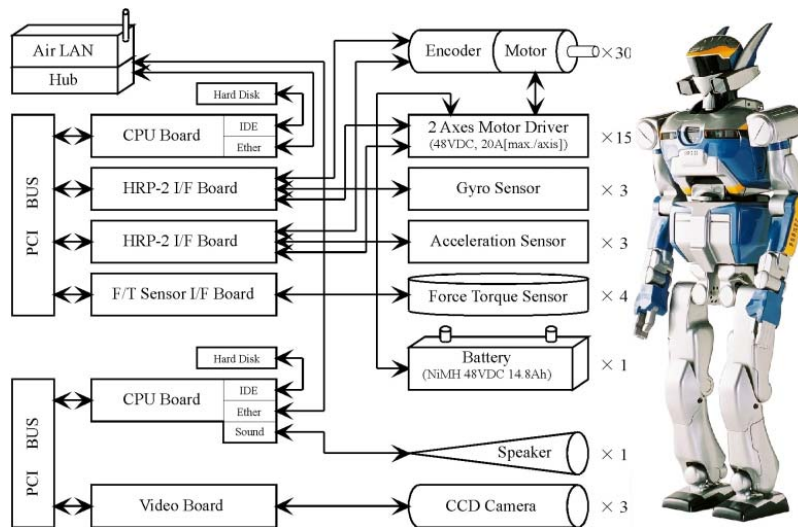 Air LAN
Hub
Hard Disk
CPU Board
IDE
Ether
HRP-2 I/F Board
HRP-2 I/F Board
F/T Sensor I/F Board
PCI BUS
Encoder
Motor
×30
2 Axes Motor Driver
(48VDC, 20A[max./axis])
×15
Gyro Sensor
× 3
Acceleration Sensor
× 3
Force Torque Sensor
× 4
Battery
(NiMH 48VDC 14.8Ah)
× 1
Hard Disk
CPU Board
IDE
Ether
Sound
PCI BUS
Speaker
× 1
Video Board
CCD Camera
× 3